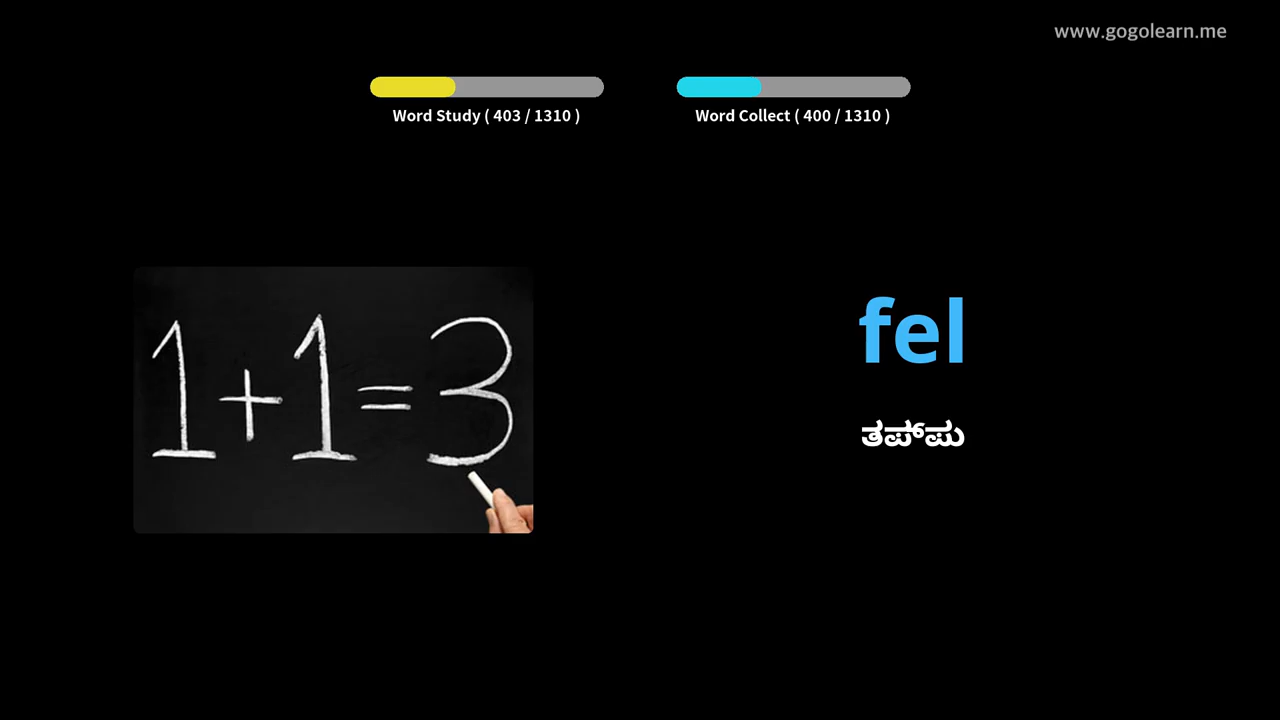 www.gogolearn.me
Word Study ( 403 / 1310 )
Word Collect ( 400 / 1310 )
1+1=3
fel
ತಪ್‌ಪು